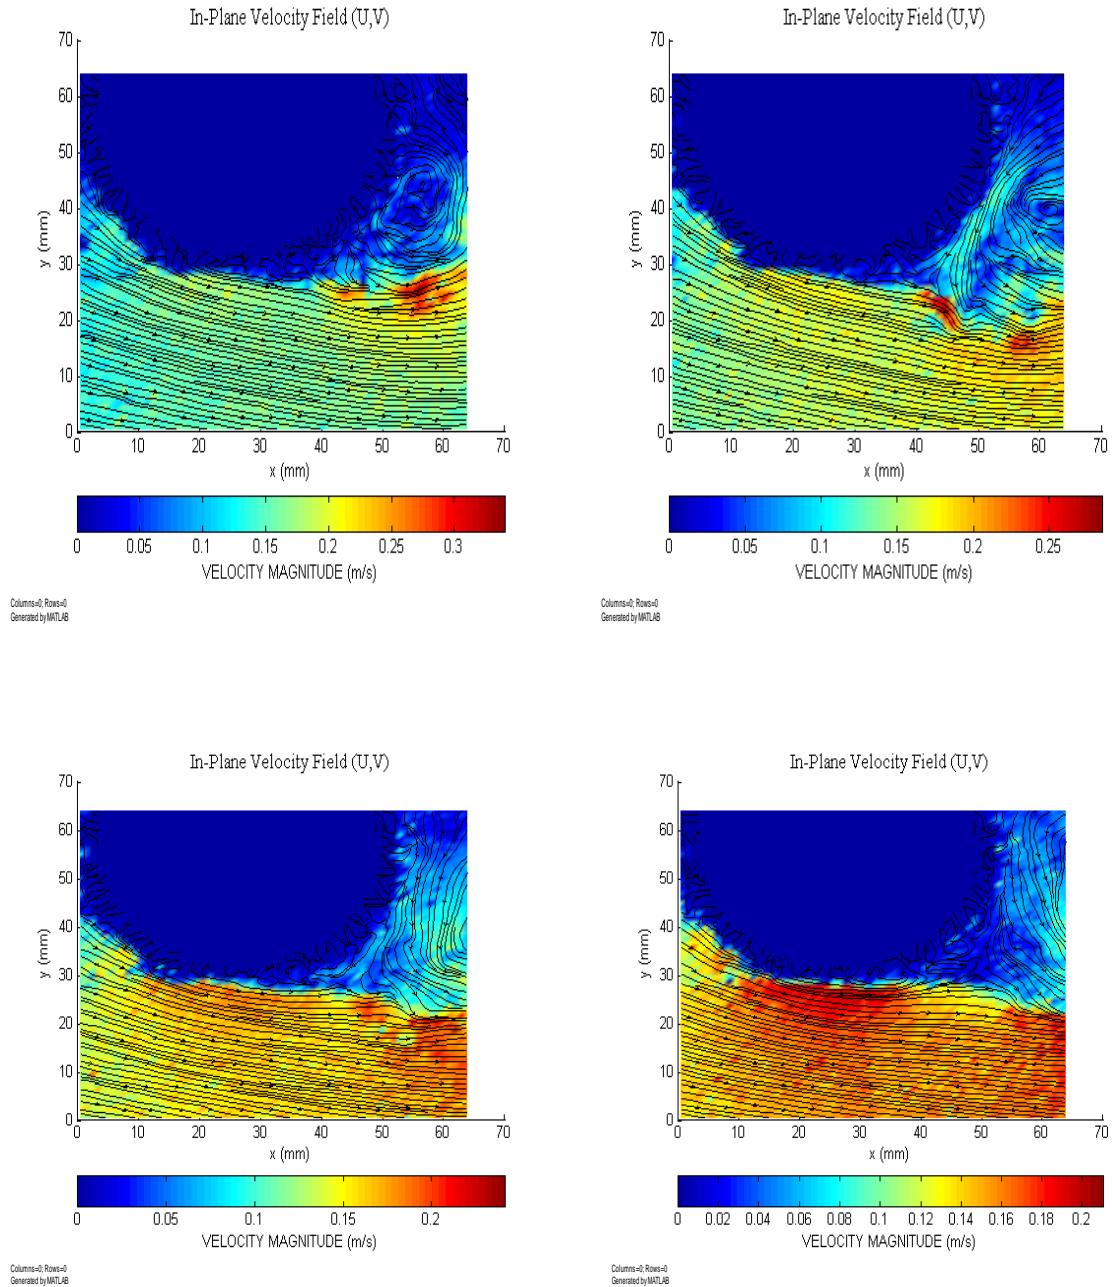 In-Plane Velocity Field (U,V)
70
60
50
40
30
20
10
0
y (mm)
0 10 20 30 40 50 60 70
x (mm)
0 0.05 0.1 0.15 0.2 0.25 0.3
VELOCITY MAGNITUDE (m/s)
Columns=0; Rows=0
Generated by MATLAB
In-Plane Velocity Field (U,V)
70
60
50
40
30
20
10
0
y (mm)
0 10 20 30 40 50 60 70
x (mm)
0 0.05 0.1 0.15 0.2 0.25
VELOCITY MAGNITUDE (m/s)
Columns=0; Rows=0
Generated by MATLAB
In-Plane Velocity Field (U,V)
70
60
50
40
30
20
10
0
y (mm)
0 10 20 30 40 50 60 70
x (mm)
0 0.05 0.1 0.15 0.2
VELOCITY MAGNITUDE (m/s)
Columns=0; Rows=0
Generated by MATLAB
In-Plane Velocity Field (U,V)
70
60
50
40
30
20
10
0
y (mm)
0 10 20 30 40 50 60 70
x (mm)
0 0.02 0.04 0.06 0.08 0.1 0.12 0.14 0.16 0.18 0.2
VELOCITY MAGNITUDE (m/s)
Columns=0; Rows=0
Generated by MATLAB